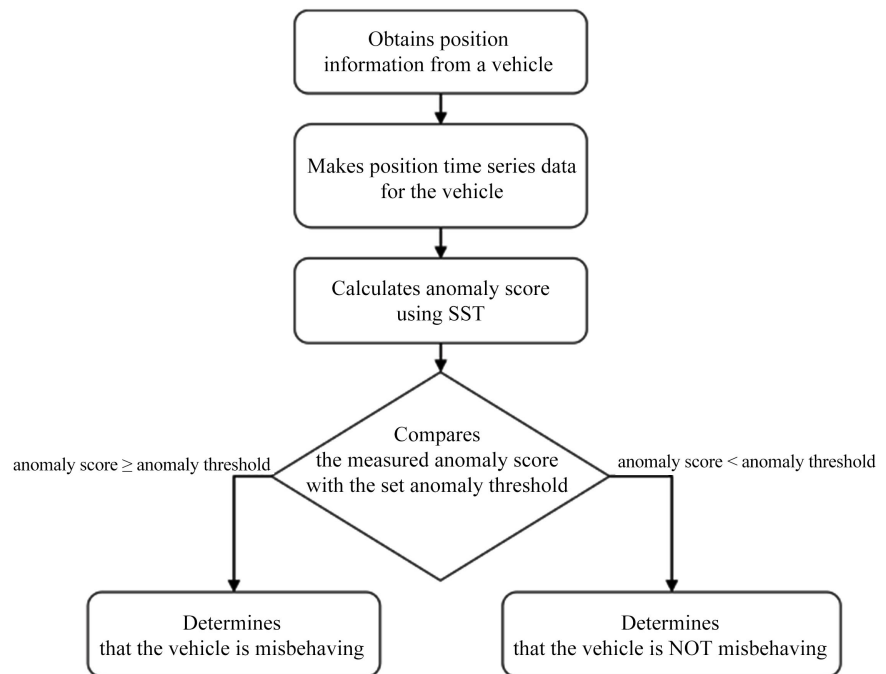 Obtains position
information from a vehicle
Makes position time series data
for the vehicle
Calculates anomaly score
using SST
Compares
the measured anomaly score
with the set anomaly threshold
anomaly score ≥ anomaly threshold
anomaly score < anomaly threshold
Determines
that the vehicle is misbehaving
Determines
that the vehicle is NOT misbehaving